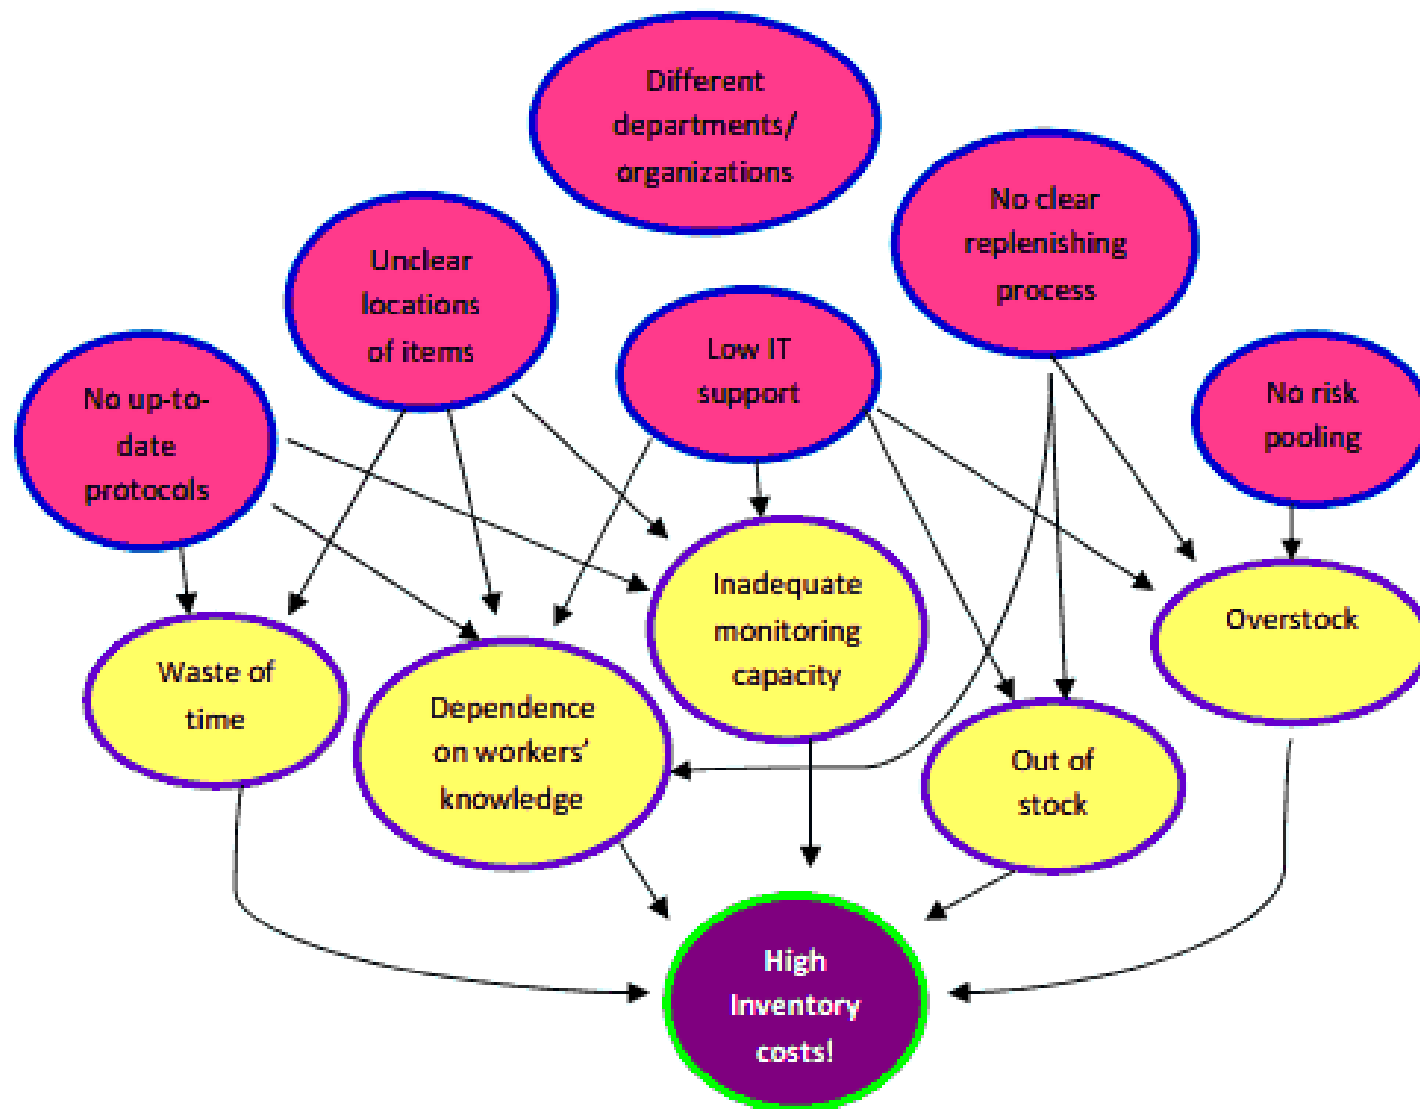 Different
departments/
organizations
No clear
replenishing
process
Unclear
locations
of items
Low IT
support
No risk
pooling
No up-to-
date
protocols
Inadequate
monitoring
capacity
Overstock
Waste of
time
Dependence
on workers’
knowledge
Out of
stock
High
Inventory
costs!